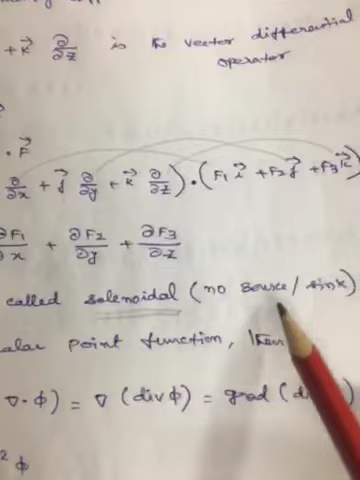 + k⃗ ∂/∂z is the vector differential
operator
. F⃗
∂/∂x + j⃗ ∂/∂y + k⃗ ∂/∂z ) . ( F1 i⃗ + F2 j⃗ + F3 k⃗ )
∂F1/∂x + ∂F2/∂y + ∂F3/∂z
called solenoidal ( no source / sink )
point function,
∇ . ϕ ) = ∇ ( div ϕ ) = grad (
2 ϕ